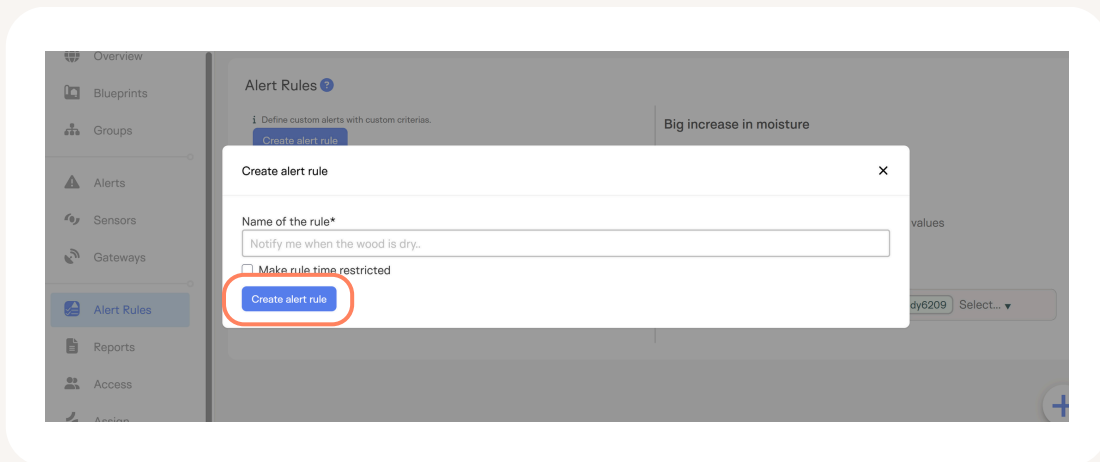 Overview
Blueprints
Groups
Alerts
Sensors
Gateways
Alert Rules
Reports
Access
Assign
Alert Rules ?
i Define custom alerts with custom criterias.
Create alert rule
Big increase in moisture
Create alert rule
Name of the rule*
Notify me when the wood is dry..
Make rule time restricted
Create alert rule
values
dy6209 Select...